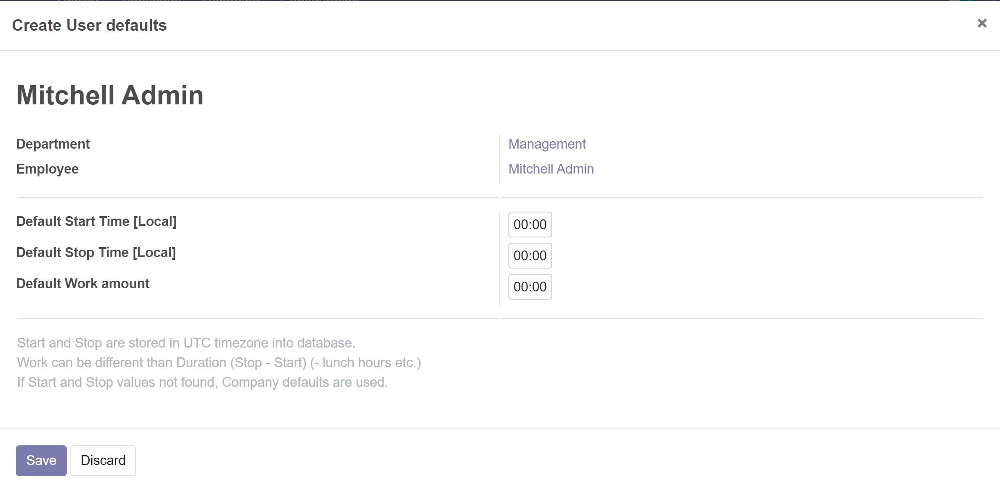 Create User defaults
×
Mitchell Admin
Department Management
Employee Mitchell Admin
Default Start Time [Local] 00:00
Default Stop Time [Local] 00:00
Default Work amount 00:00
Start and Stop are stored in UTC timezone into database.
Work can be different than Duration (Stop - Start) (- lunch hours etc.)
If Start and Stop values not found, Company defaults are used.
Save Discard